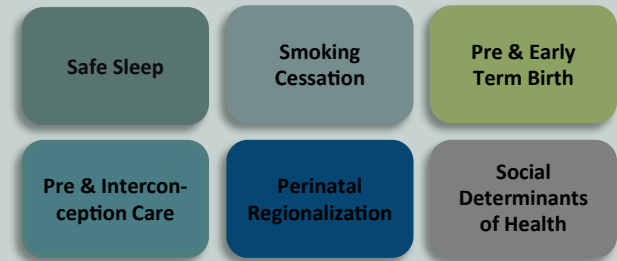 Safe Sleep
Smoking
Cessation
Pre & Early
Term Birth
Pre & Intercon-
ception Care
Perinatal
Regionalization
Social
Determinants
of Health